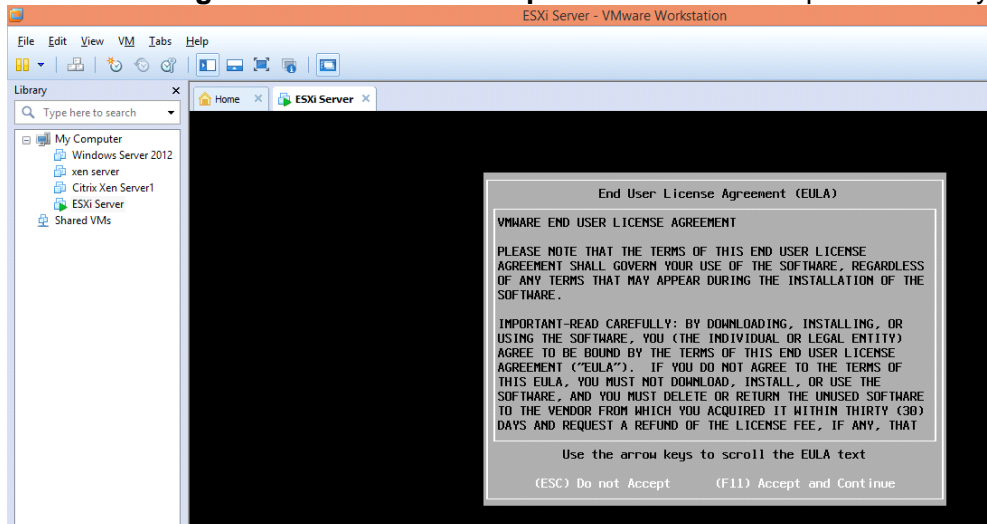 ESXi Server - VMware Workstation
File Edit View VM Tabs Help
Library
Type here to search
Home
ESXi Server
My Computer
Windows Server 2012
xen server
Citrix Xen Server1
ESXi Server
Shared VMs
End User License Agreement (EULA)
VMWARE END USER LICENSE AGREEMENT
PLEASE NOTE THAT THE TERMS OF THIS END USER LICENSE
AGREEMENT SHALL GOVERN YOUR USE OF THE SOFTWARE, REGARDLESS
OF ANY TERMS THAT MAY APPEAR DURING THE INSTALLATION OF THE
SOFTWARE.
IMPORTANT-READ CAREFULLY: BY DOWNLOADING, INSTALLING, OR
USING THE SOFTWARE, YOU (THE INDIVIDUAL OR LEGAL ENTITY)
AGREE TO BE BOUND BY THE TERMS OF THIS END USER LICENSE
AGREEMENT ("EULA"). IF YOU DO NOT AGREE TO THE TERMS OF
THIS EULA, YOU MUST NOT DOWNLOAD, INSTALL, OR USE THE
SOFTWARE, AND YOU MUST DELETE OR RETURN THE UNUSED SOFTWARE
TO THE VENDOR FROM WHICH YOU ACQUIRED IT WITHIN THIRTY (30)
DAYS AND REQUEST A REFUND OF THE LICENSE FEE, IF ANY, THAT
Use the arrow keys to scroll the EULA text
(ESC) Do not Accept (F11) Accept and Continue